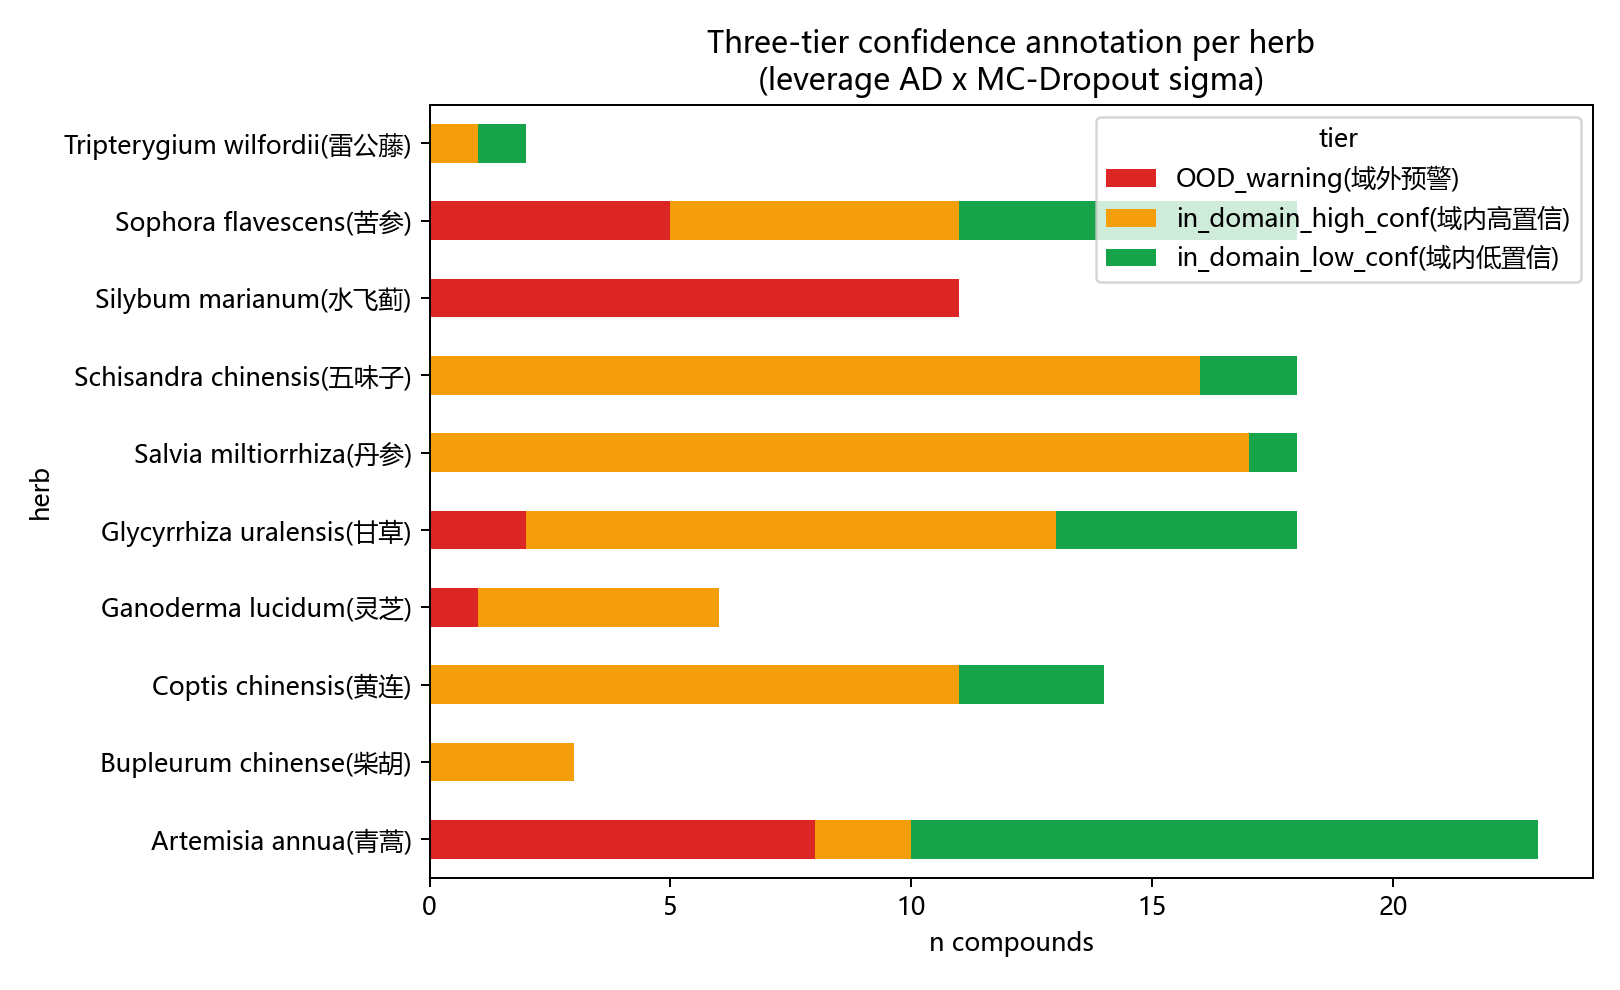 Three-tier confidence annotation per herb
(leverage AD x MC-Dropout sigma)
tier
OOD_warning(域外预警)
in_domain_high_conf(域内高置信)
in_domain_low_conf(域内低置信)
herb
Tripterygium wilfordii(雷公藤)
Sophora flavescens(苦参)
Silybum marianum(水飞蓟)
Schisandra chinensis(五味子)
Salvia miltiorrhiza(丹参)
Glycyrrhiza uralensis(甘草)
Ganoderma lucidum(灵芝)
Coptis chinensis(黄连)
Bupleurum chinense(柴胡)
Artemisia annua(青蒿)
0 5 10 15 20
n compounds